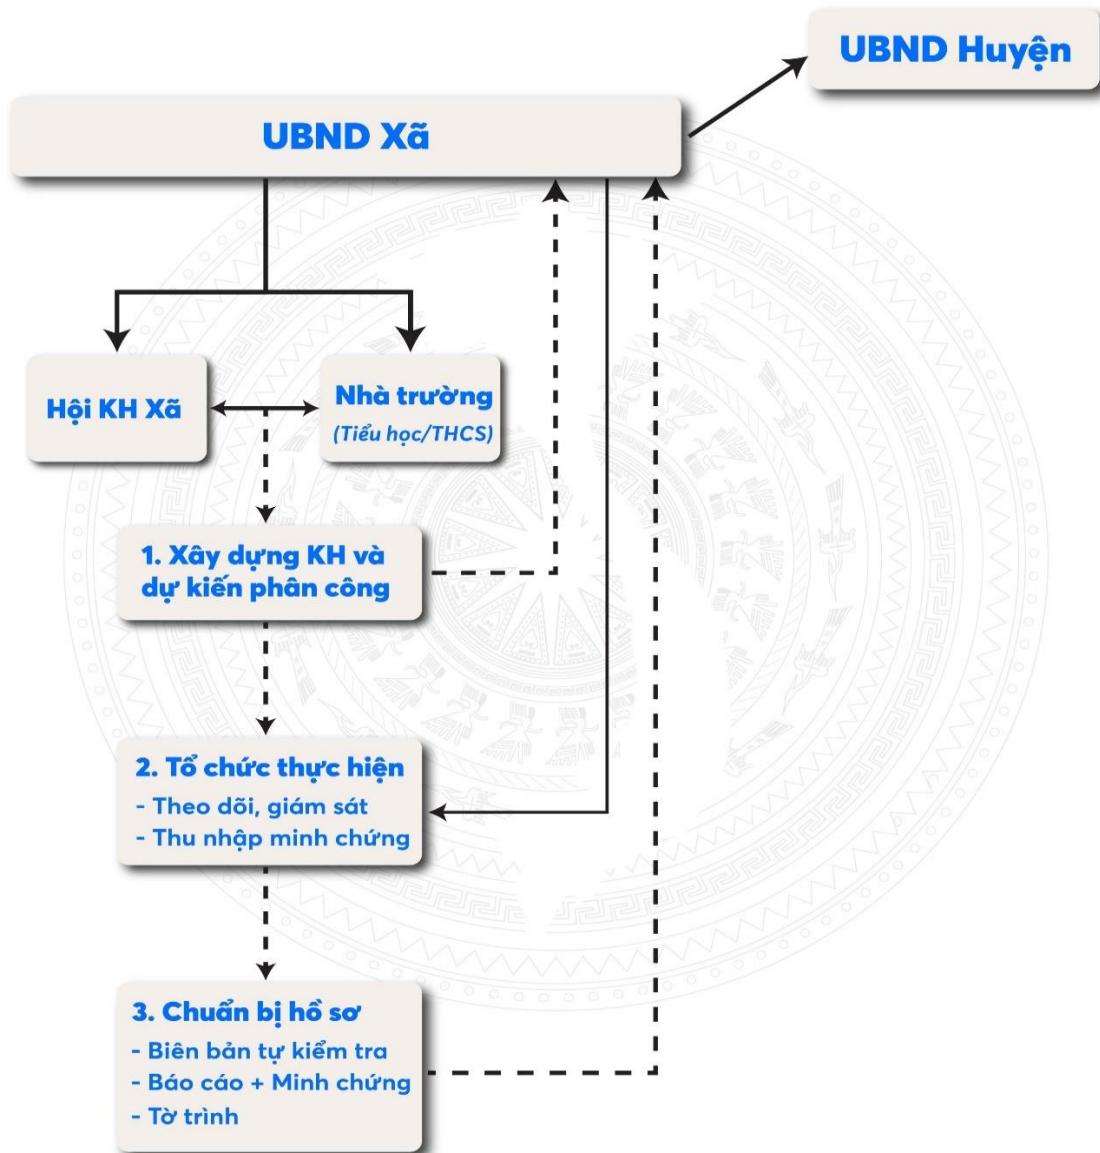 UBND Huyện
UBND Xã
Hội KH Xã
Nhà trường
(Tiểu học/THCS)
1. Xây dựng KH và
dự kiến phân công
2. Tổ chức thực hiện
- Theo dõi, giám sát
- Thu nhập minh chứng
3. Chuẩn bị hồ sơ
- Biên bản tự kiểm tra
- Báo cáo + Minh chứng
- Tờ trình